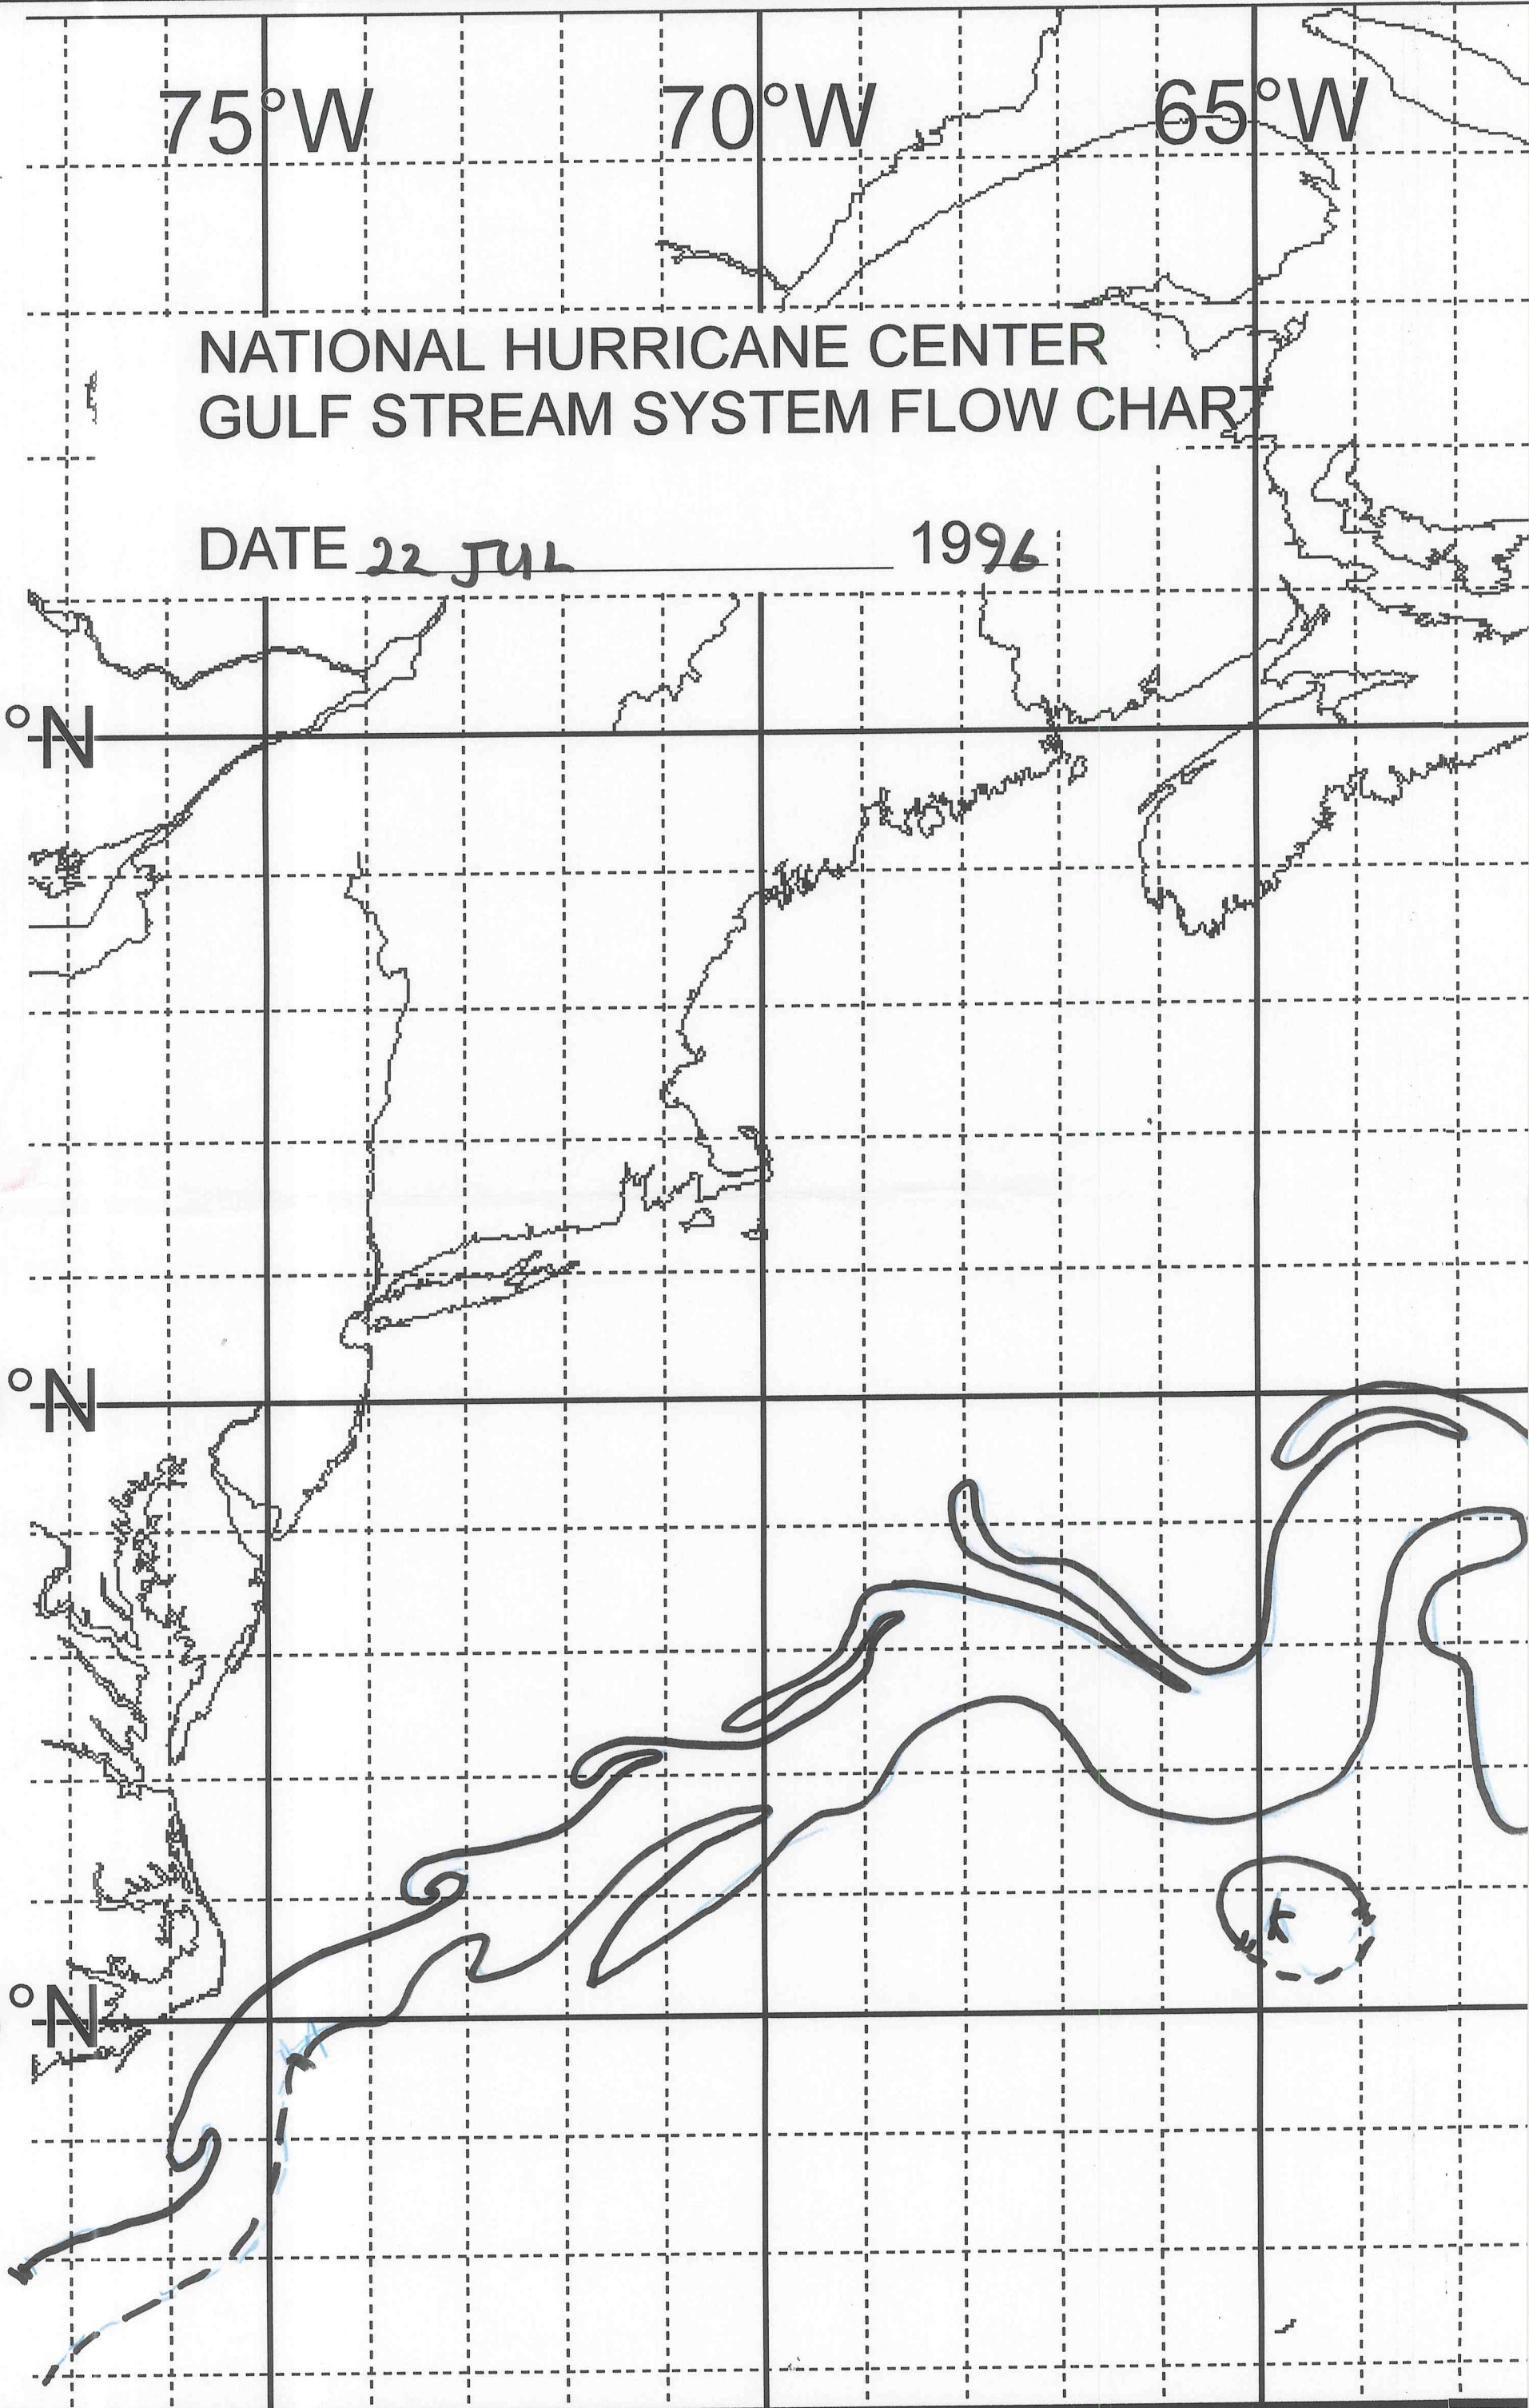 75°W 70°W 65°W
NATIONAL HURRICANE CENTER
GULF STREAM SYSTEM FLOW CHART
DATE 22 JUL 1996
°N
°N
K
°N